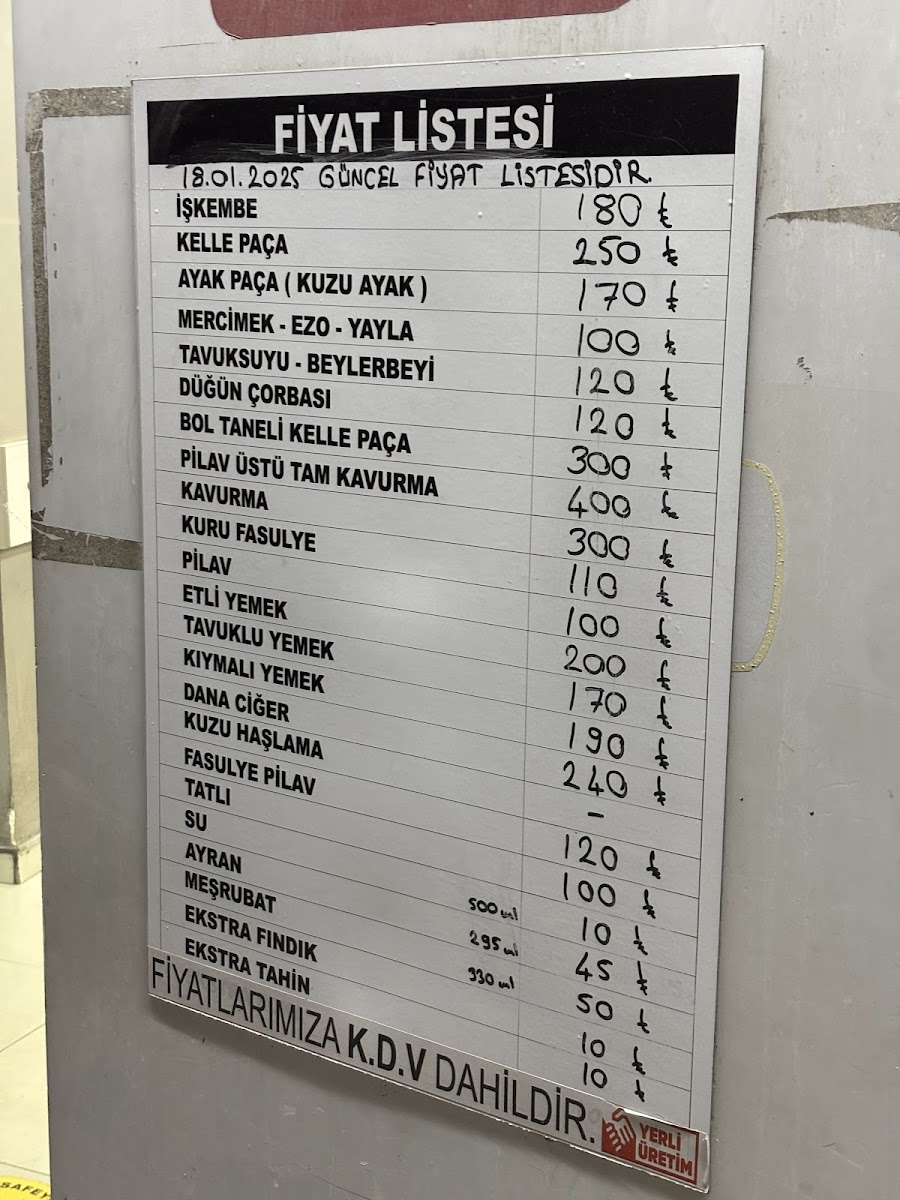 FİYAT LİSTESİ
18.01.2025 GÜNCEL FİYAT LİSTESİDİR.
İŞKEMBE 180 ₺
KELLE PAÇA 250 ₺
AYAK PAÇA ( KUZU AYAK ) 170 ₺
MERCİMEK - EZO - YAYLA 100 ₺
TAVUKSUYU - BEYLERBEYİ 120 ₺
DÜĞÜN ÇORBASI 120 ₺
BOL TANELİ KELLE PAÇA 300 ₺
PİLAV ÜSTÜ TAM KAVURMA 400 ₺
KAVURMA 300 ₺
KURU FASULYE 110 ₺
PİLAV 100 ₺
ETLİ YEMEK 200 ₺
TAVUKLU YEMEK 170 ₺
KIYMALI YEMEK 190 ₺
DANA CİĞER 240 ₺
KUZU HAŞLAMA -
FASULYE PİLAV 120 ₺
TATLI 100 ₺
SU 500 ml 10 ₺
AYRAN 295 ml 45 ₺
MEŞRUBAT 330 ml 50 ₺
EKSTRA FINDIK 10 ₺
EKSTRA TAHİN 10 ₺
FİYATLARIMIZA K.D.V DAHİLDİR.
YERLİ
ÜRETİM